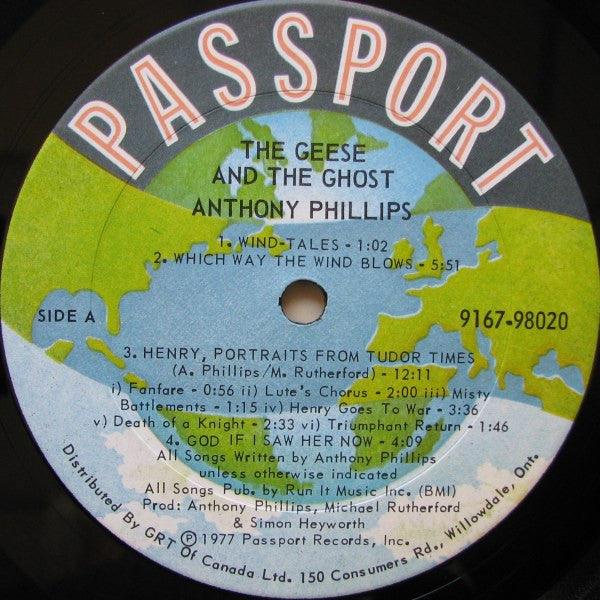 PASSPORT
THE GEESE
AND THE GHOST
ANTHONY PHILLIPS
1. WIND-TALES - 1:02
2. WHICH WAY THE WIND BLOWS - 5:51
SIDE A
9167-98020
3. HENRY, PORTRAITS FROM TUDOR TIMES
(A. Phillips/M. Rutherford) - 12:11
i) Fanfare - 0:56 ii) Lute's Chorus - 2:00 iii) Misty
Battlements - 1:15 iv) Henry Goes To War - 3:36
v) Death of a Knight - 2:33 vi) Triumphant Return - 1:46
4. GOD IF I SAW HER NOW - 4:09
All Songs Written by Anthony Phillips
unless otherwise indicated
All Songs Pub. by Run It Music Inc. (BMI)
Prod: Anthony Phillips, Michael Rutherford
& Simon Heyworth
Ⓟ1977 Passport Records, Inc.
Distributed By GRT Of Canada Ltd. 150 Consumers Rd., Willowdale, Ont.